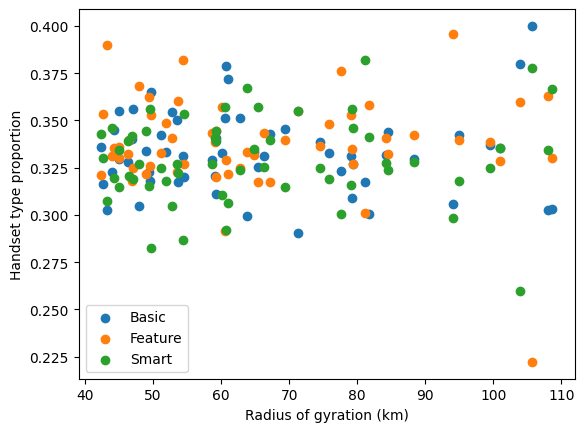 0.400
0.375
0.350
0.325
0.300
0.275
0.250
0.225
Handset type proportion
Basic
Feature
Smart
40 50 60 70 80 90 100 110
Radius of gyration (km)